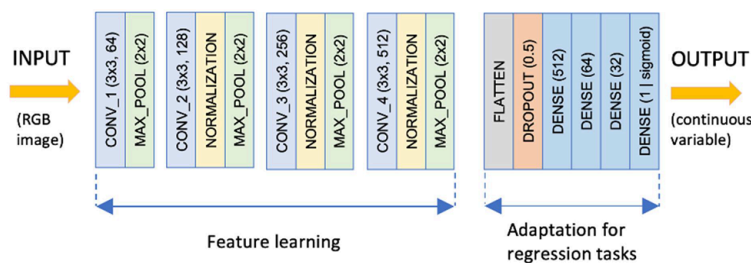 INPUT
(RGB
image)
CONV_1 (3x3, 64)
MAX_POOL (2x2)
CONV_2 (3x3, 128)
NORMALIZATION
MAX_POOL (2x2)
CONV_3 (3x3, 256)
NORMALIZATION
MAX_POOL (2x2)
CONV_4 (3x3, 512)
NORMALIZATION
MAX_POOL (2x2)
FLATTEN
DROPOUT (0.5)
DENSE (512)
DENSE (64)
DENSE (32)
DENSE (1 | sigmoid)
OUTPUT
(continuous
variable)
Feature learning
Adaptation for
regression tasks